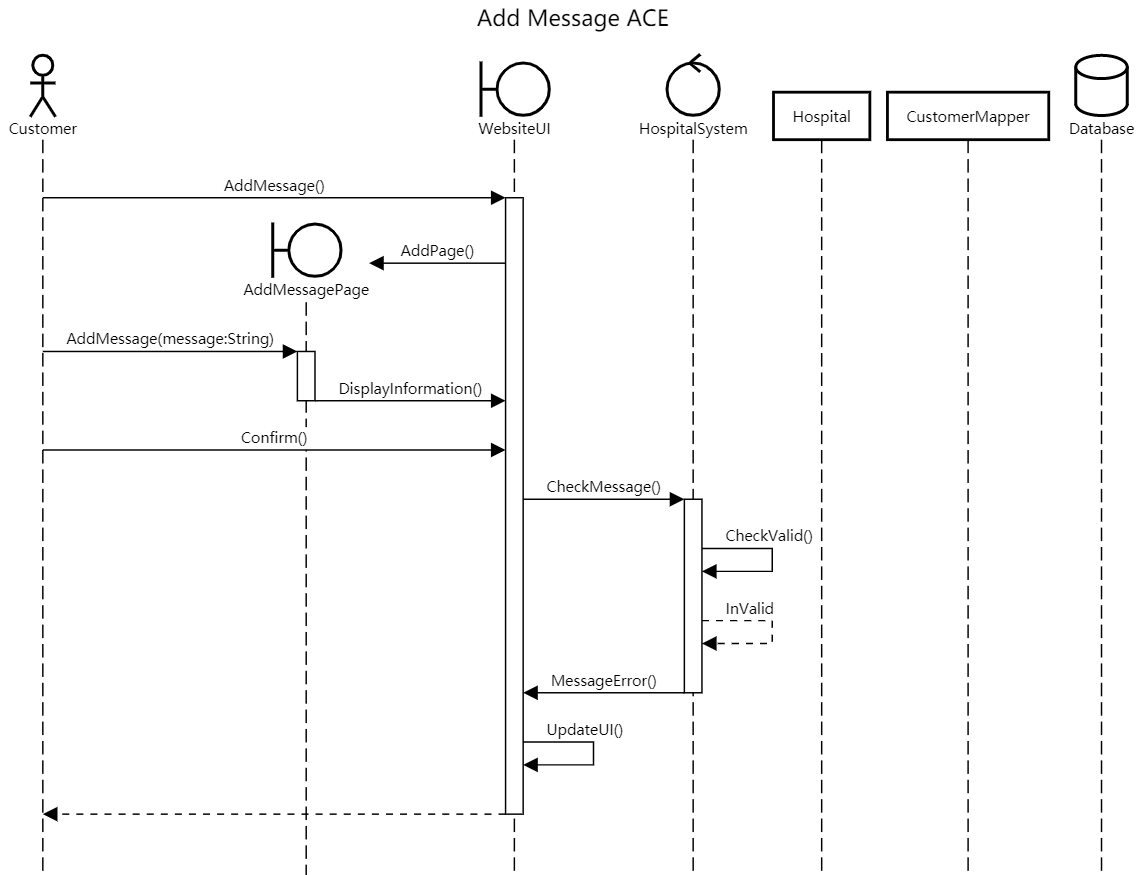 Add Message ACE
Customer
WebsiteUI
HospitalSystem
Hospital
CustomerMapper
Database
AddMessage()
AddPage()
AddMessagePage
AddMessage(message:String)
DisplayInformation()
Confirm()
CheckMessage()
CheckValid()
InValid
MessageError()
UpdateUI()